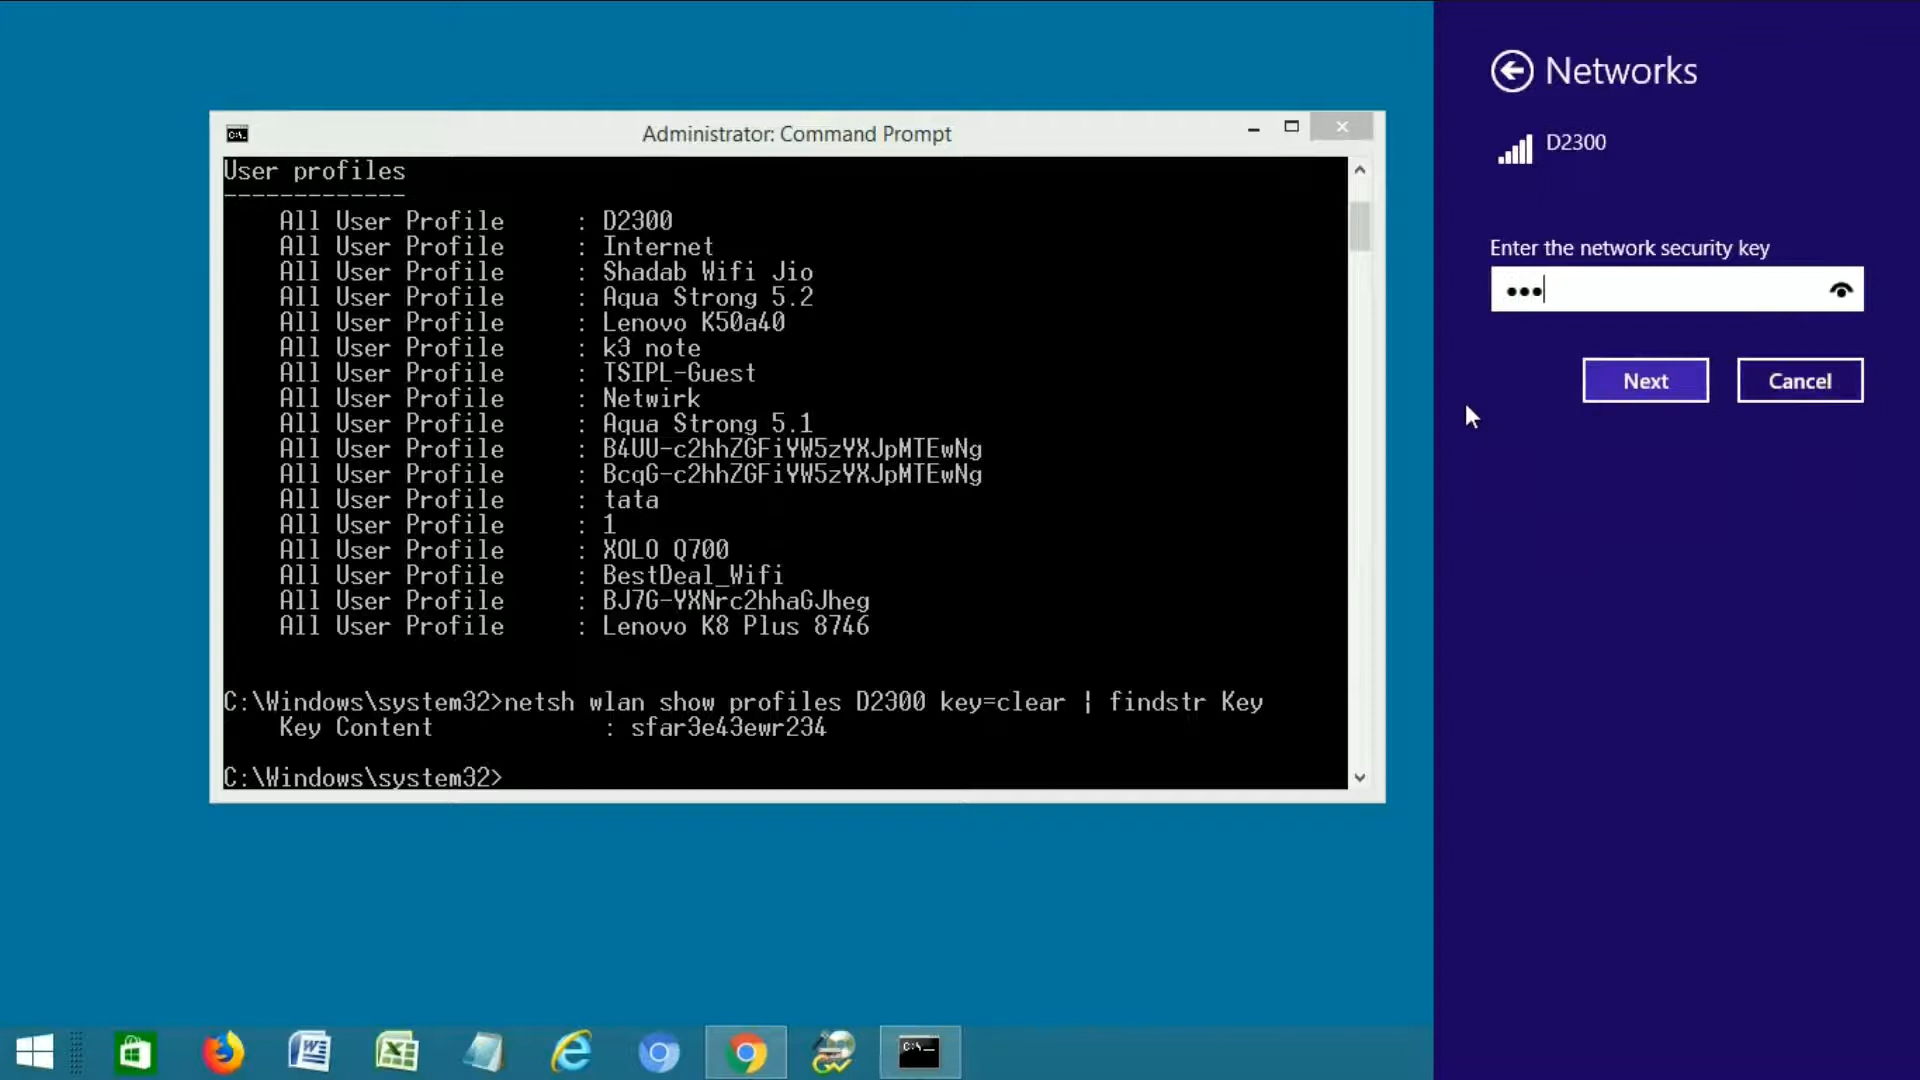 Administrator: Command Prompt
User profiles
-------------
All User Profile : D2300
All User Profile : Internet
All User Profile : Shadab Wifi Jio
All User Profile : Aqua Strong 5.2
All User Profile : Lenovo K50a40
All User Profile : k3 note
All User Profile : TSIPL-Guest
All User Profile : Netwirk
All User Profile : Aqua Strong 5.1
All User Profile : B4UU-c2hhZGFiYW5zYXJpMTEwNg
All User Profile : BcqG-c2hhZGFiYW5zYXJpMTEwNg
All User Profile : tata
All User Profile : 1
All User Profile : XOLO Q700
All User Profile : BestDeal_Wifi
All User Profile : BJ7G-YXNrc2hhaGJheg
All User Profile : Lenovo K8 Plus 8746
C:\Windows\system32>netsh wlan show profiles D2300 key=clear | findstr Key
Key Content : sfar3e43ewr234
C:\Windows\system32>
Networks
D2300
Enter the network security key
•••
Next
Cancel